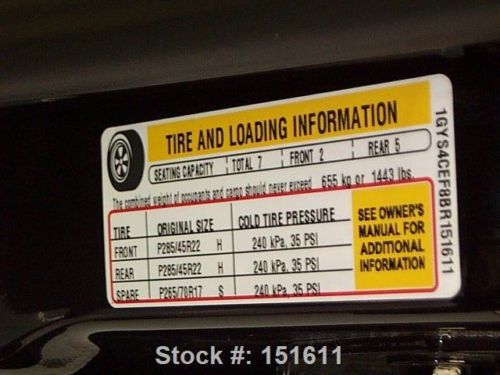 TIRE AND LOADING INFORMATION
SEATING CAPACITY TOTAL 7 FRONT 2 REAR 5
The combined weight of occupants and cargo should never exceed 655 kg or 1443 lbs.
TIRE ORIGINAL SIZE COLD TIRE PRESSURE
FRONT P285/45R22 H 240 kPa, 35 PSI
REAR P285/45R22 H 240 kPa, 35 PSI
SPARE P265/70R17 S 240 kPa, 35 PSI
SEE OWNER'S
MANUAL FOR
ADDITIONAL
INFORMATION
1GYS4CEF8BR151611
Stock #: 151611